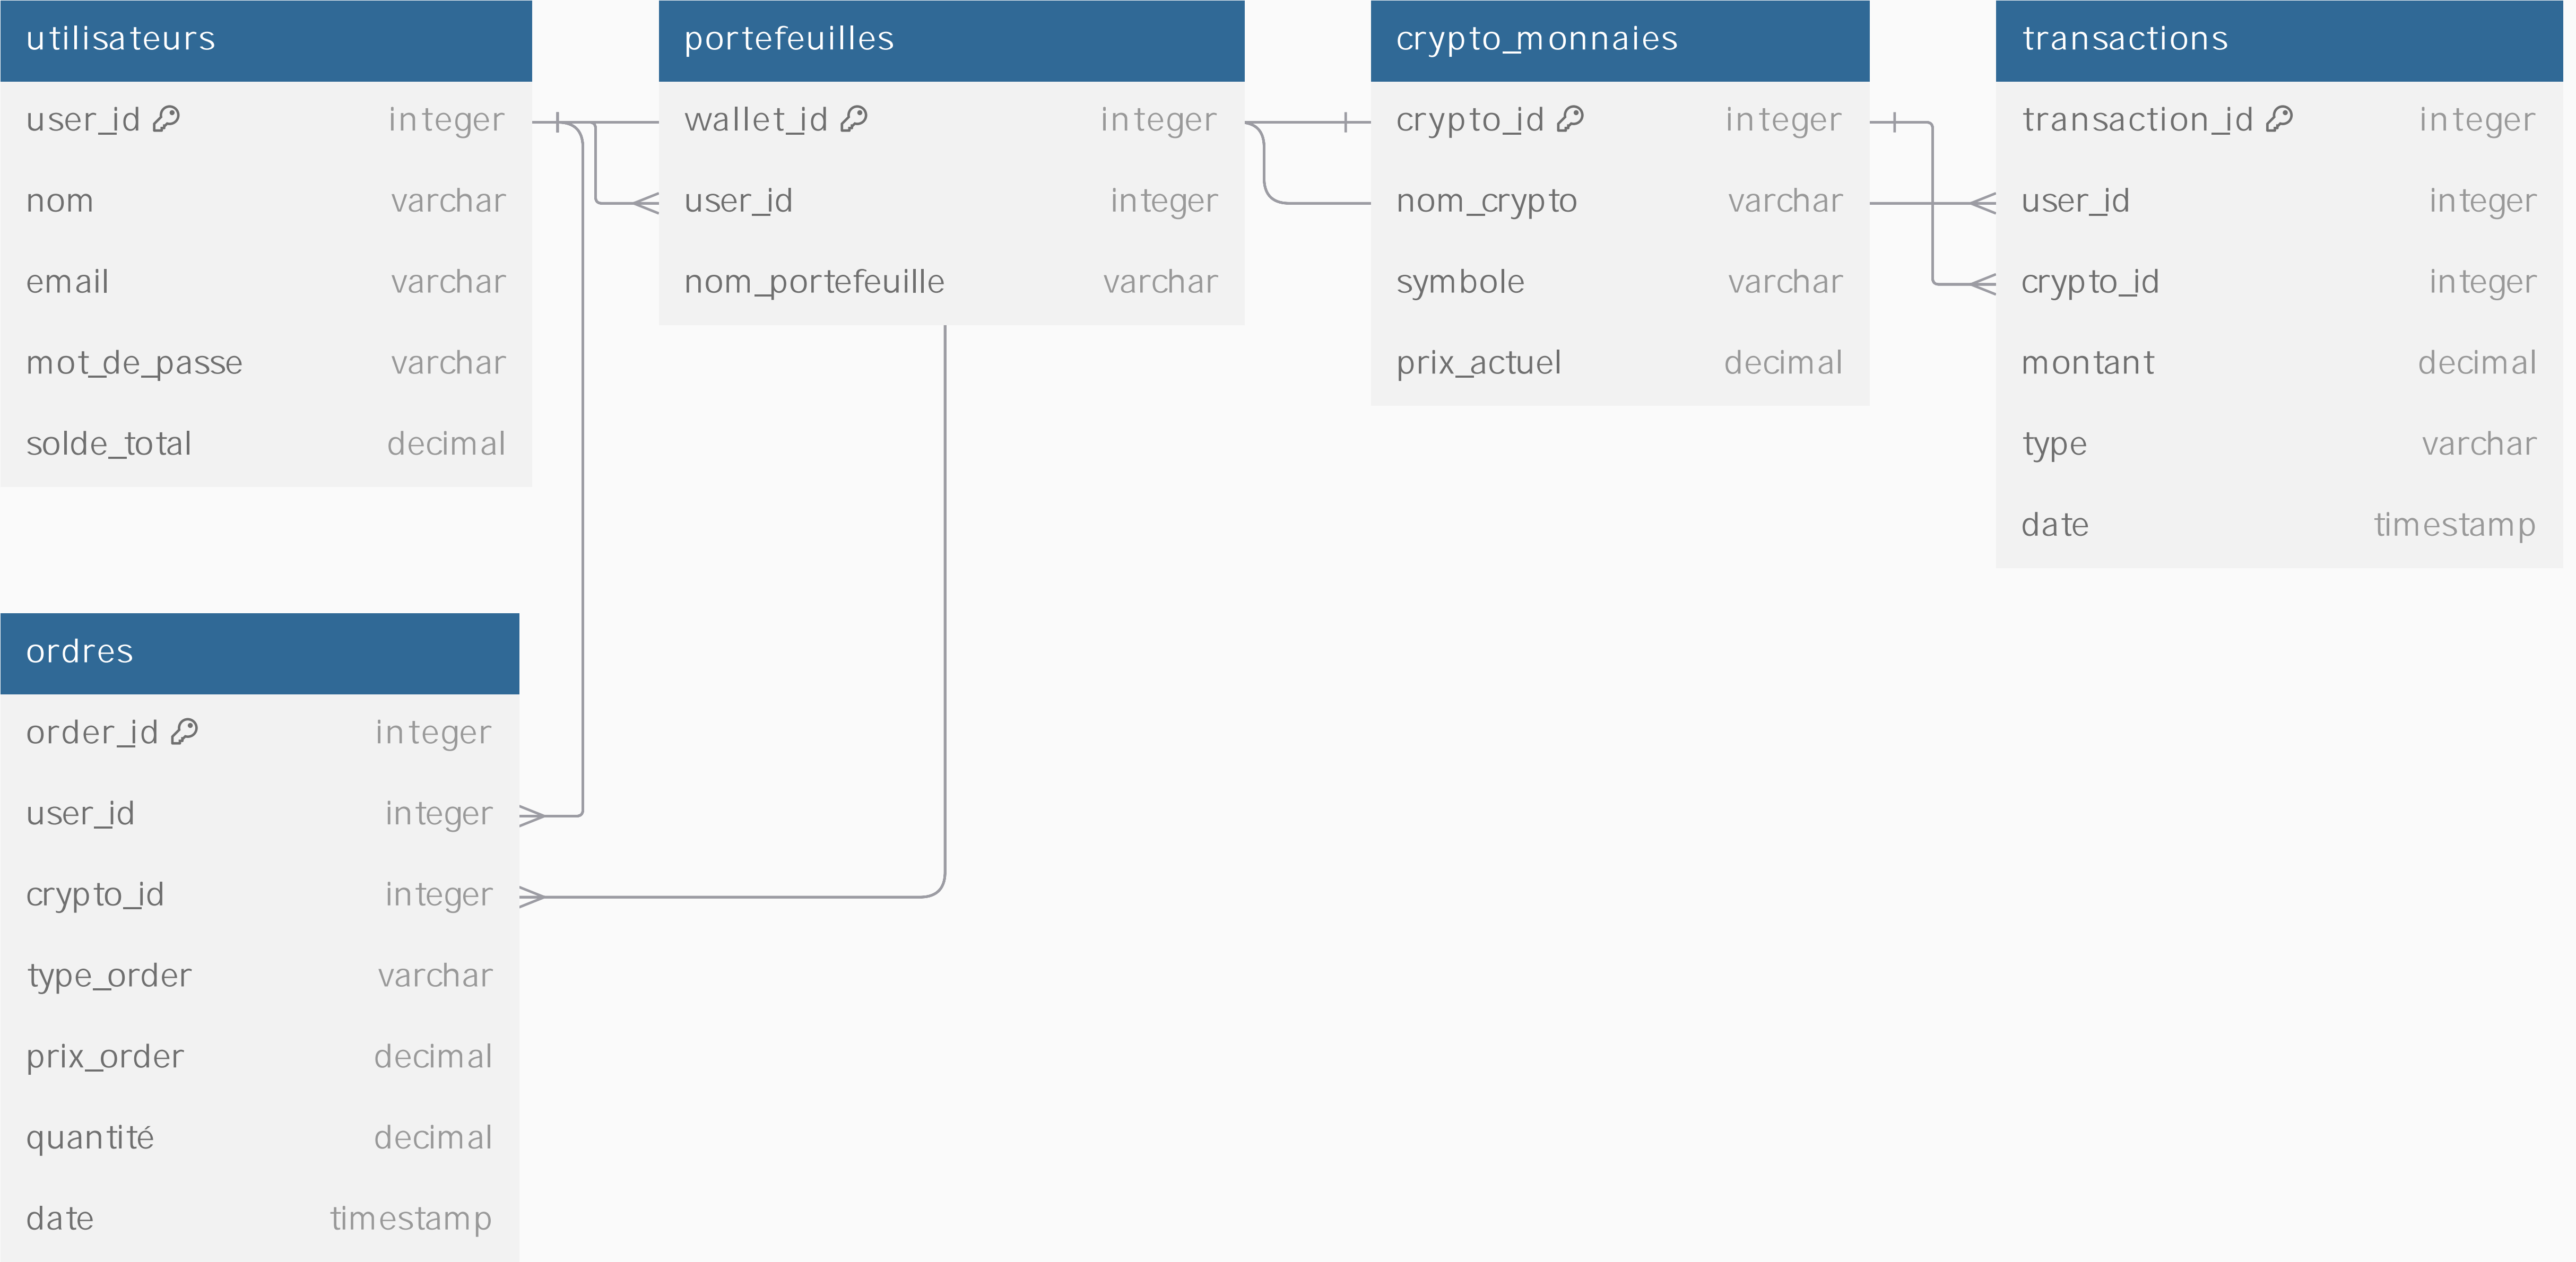 utilisateurs
user_id integer
nom varchar
email varchar
mot_de_passe varchar
solde_total decimal
portefeuilles
wallet_id integer
user_id integer
nom_portefeuille varchar
crypto_monnaies
crypto_id integer
nom_crypto varchar
symbole varchar
prix_actuel decimal
transactions
transaction_id integer
user_id integer
crypto_id integer
montant decimal
type varchar
date timestamp
ordres
order_id integer
user_id integer
crypto_id integer
type_order varchar
prix_order decimal
quantité decimal
date timestamp